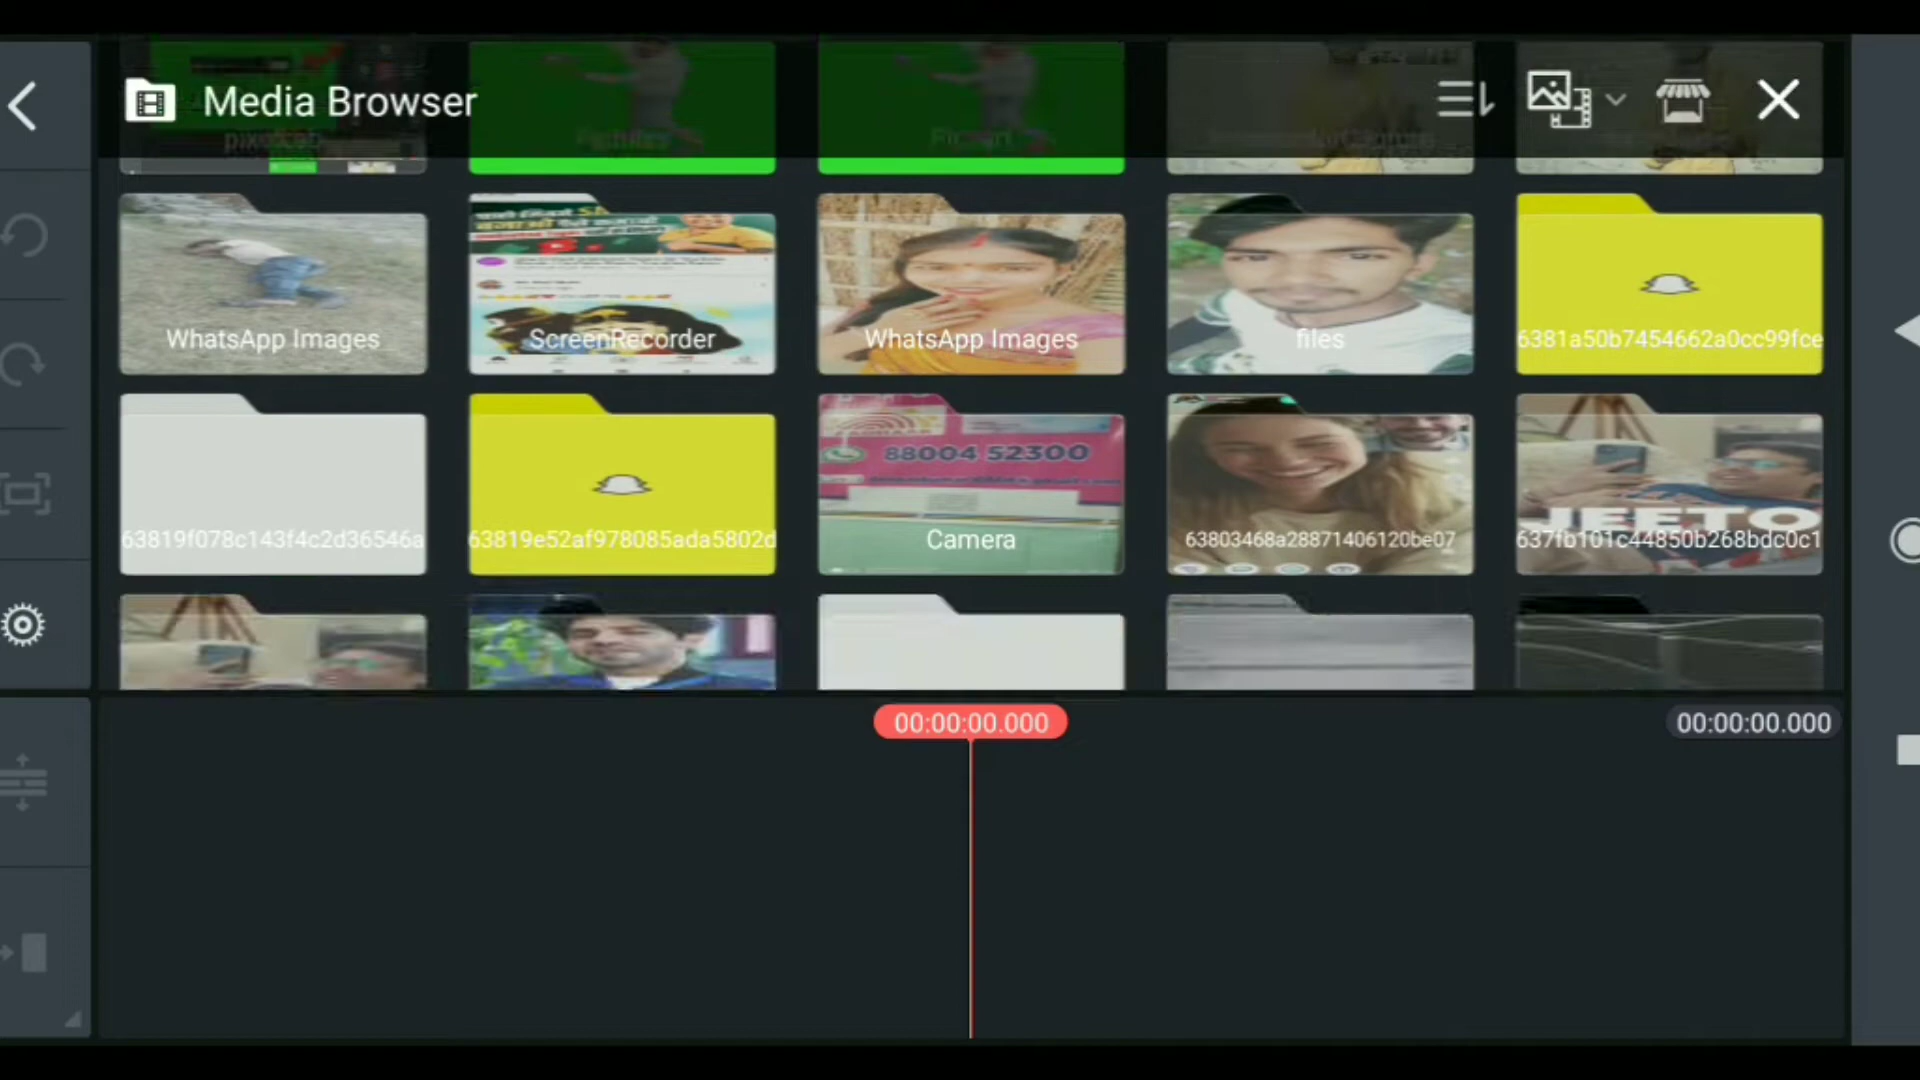 Media Browser
WhatsApp Images
ScreenRecorder
WhatsApp Images
files
6381a50b7454662a0cc99fce
63819f078c143f4c2d36546a
63819e52af978085ada5802d
88004 52300
Camera
63803468a28871406120be07
JEETO
637fb101c44850b268bdc0c1
00:00:00.000
00:00:00.000